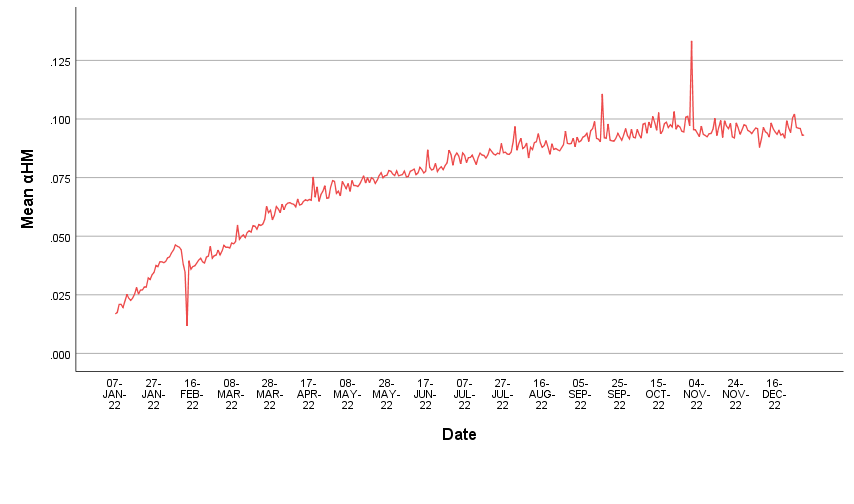 Mean αHM
.125
.100
.075
.050
.025
.000
07-
JAN-
22
27-
JAN-
22
16-
FEB-
22
08-
MAR-
22
28-
MAR-
22
17-
APR-
22
08-
MAY-
22
28-
MAY-
22
17-
JUN-
22
07-
JUL-
22
27-
JUL-
22
16-
AUG-
22
05-
SEP-
22
25-
SEP-
22
15-
OCT-
22
04-
NOV-
22
24-
NOV-
22
16-
DEC-
22
Date